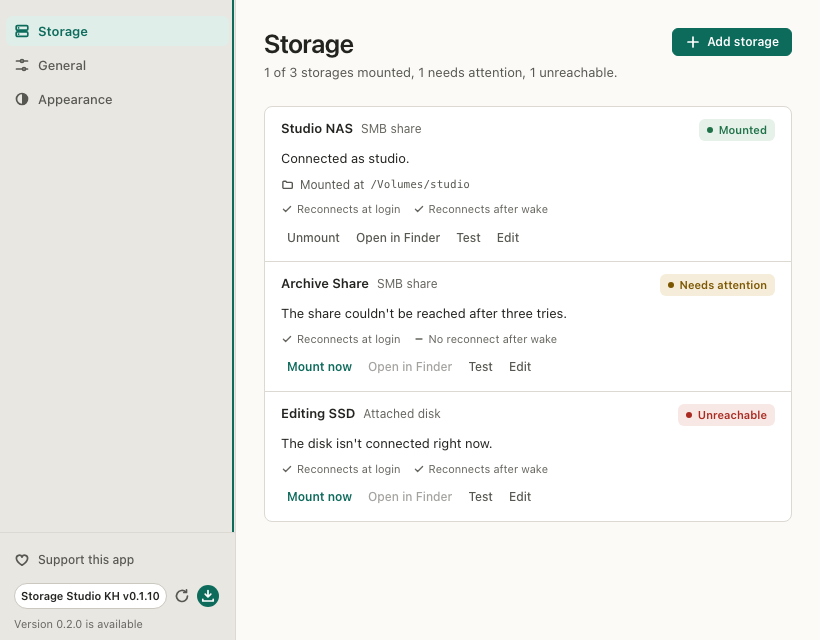 Storage
General
Appearance
Support this app
Storage Studio KH v0.1.10
Version 0.2.0 is available
Storage
Add storage
1 of 3 storages mounted, 1 needs attention, 1 unreachable.
Studio NAS SMB share
Mounted
Connected as studio.
Mounted at /Volumes/studio
Reconnects at login Reconnects after wake
Unmount Open in Finder Test Edit
Archive Share SMB share
Needs attention
The share couldn't be reached after three tries.
Reconnects at login No reconnect after wake
Mount now Open in Finder Test Edit
Editing SSD Attached disk
Unreachable
The disk isn't connected right now.
Reconnects at login Reconnects after wake
Mount now Open in Finder Test Edit